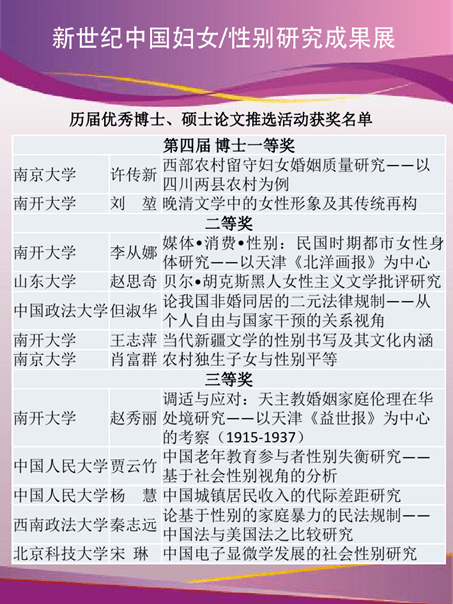 新世纪中国妇女/性别研究成果展
历届优秀博士、硕士论文推选活动获奖名单
第四届 博士一等奖
南京大学 许传新 西部农村留守妇女婚姻质量研究——以
四川两县农村为例
南开大学 刘 堃 晚清文学中的女性形象及其传统再构
二等奖
南开大学 李从娜 媒体•消费•性别：民国时期都市女性身
体研究——以天津《北洋画报》为中心
山东大学 赵思奇 贝尔•胡克斯黑人女性主义文学批评研究
中国政法大学 但淑华 论我国非婚同居的二元法律规制——从
个人自由与国家干预的关系视角
南开大学 王志萍 当代新疆文学的性别书写及其文化内涵
南京大学 肖富群 农村独生子女与性别平等
三等奖
南开大学 赵秀丽 调适与应对：天主教婚姻家庭伦理在华
处境研究——以天津《益世报》为中心
的考察（1915-1937）
中国人民大学 贾云竹 中国老年教育参与者性别失衡研究——
基于社会性别视角的分析
中国人民大学 杨 慧 中国城镇居民收入的代际差距研究
西南政法大学 秦志远 论基于性别的家庭暴力的民法规制——
中国法与美国法之比较研究
北京科技大学 宋 琳 中国电子显微学发展的社会性别研究